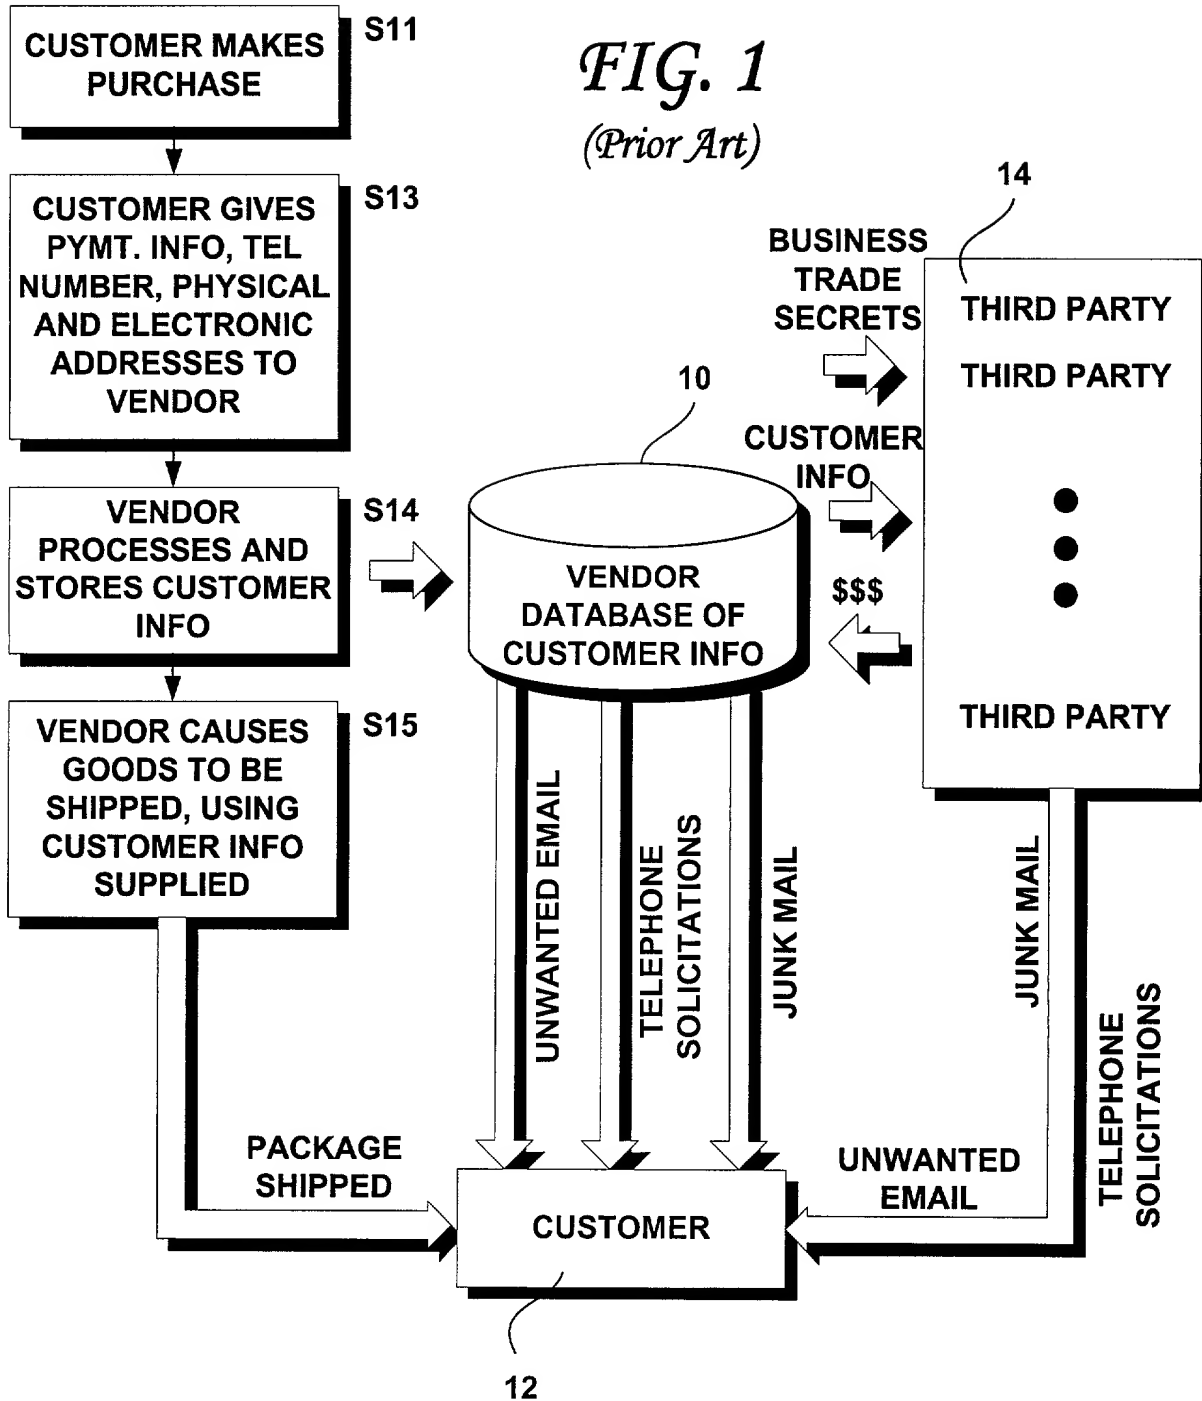 FIG. 1
(Prior Art)
CUSTOMER MAKES
PURCHASE
S11
CUSTOMER GIVES
PYMT. INFO, TEL
NUMBER, PHYSICAL
AND ELECTRONIC
ADDRESSES TO
VENDOR
S13
VENDOR
PROCESSES AND
STORES CUSTOMER
INFO
S14
VENDOR CAUSES
GOODS TO BE
SHIPPED, USING
CUSTOMER INFO
SUPPLIED
S15
10
VENDOR
DATABASE OF
CUSTOMER INFO
BUSINESS
TRADE
SECRETS
CUSTOMER
INFO
$$$
14
THIRD PARTY
THIRD PARTY
THIRD PARTY
UNWANTED EMAIL
TELEPHONE
SOLICITATIONS
JUNK MAIL
JUNK MAIL
TELEPHONE
SOLICITATIONS
PACKAGE
SHIPPED
UNWANTED
EMAIL
CUSTOMER
12